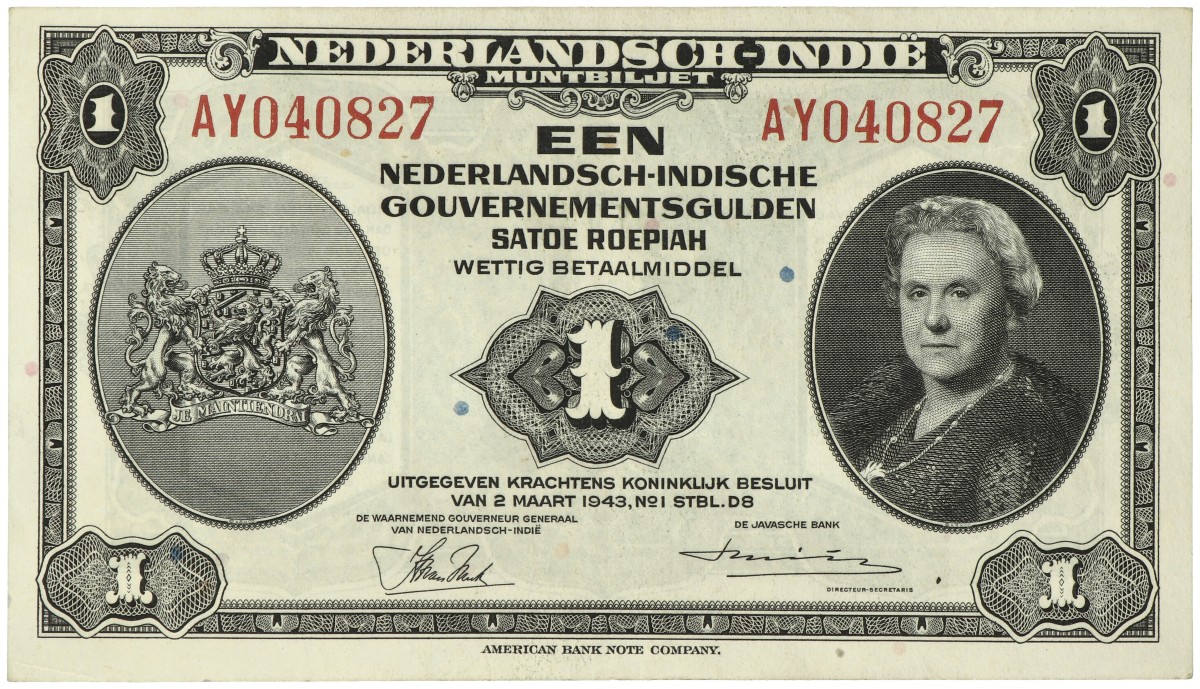 NEDERLANDSCH-INDIË
MUNTBILJET
1
1
AY040827
AY040827
EEN
NEDERLANDSCH-INDISCHE
GOUVERNEMENTSGULDEN
SATOE ROEPIAH
WETTIG BETAALMIDDEL
1
JE MAINTIENDRAI
UITGEGEVEN KRACHTENS KONINKLIJK BESLUIT
VAN 2 MAART 1943, No1 STBL. D8
DE WAARNEMEND GOUVERNEUR GENERAAL
VAN NEDERLANDSCH-INDIË
DE JAVASCHE BANK
DIRECTEUR-SECRETARIS
1
1
AMERICAN BANK NOTE COMPANY.